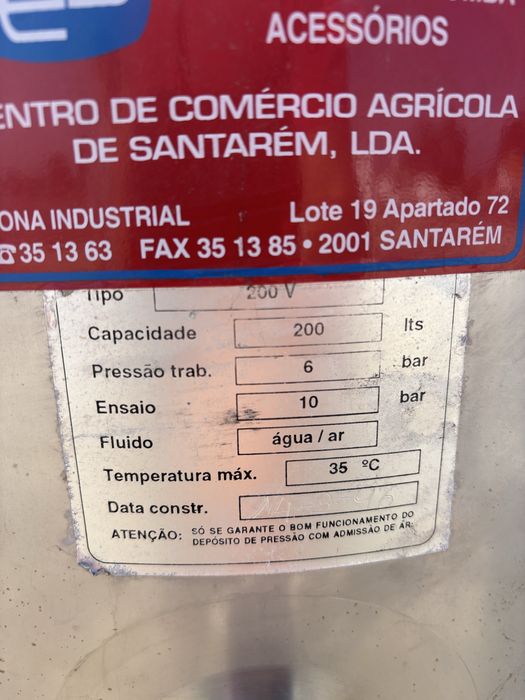 ACESSÓRIOS
ENTRO DE COMÉRCIO AGRÍCOLA
DE SANTARÉM, LDA.
ONA INDUSTRIAL Lote 19 Apartado 72
☎35 13 63 FAX 35 13 85 • 2001 SANTARÉM
Tipo 200 V
Capacidade 200 lts
Pressão trab. 6 bar
Ensaio 10 bar
Fluido água / ar
Temperatura máx. 35 ºC
Data constr.
ATENÇÃO: SÓ SE GARANTE O BOM FUNCIONAMENTO DO
DEPÓSITO DE PRESSÃO COM ADMISSÃO DE AR.